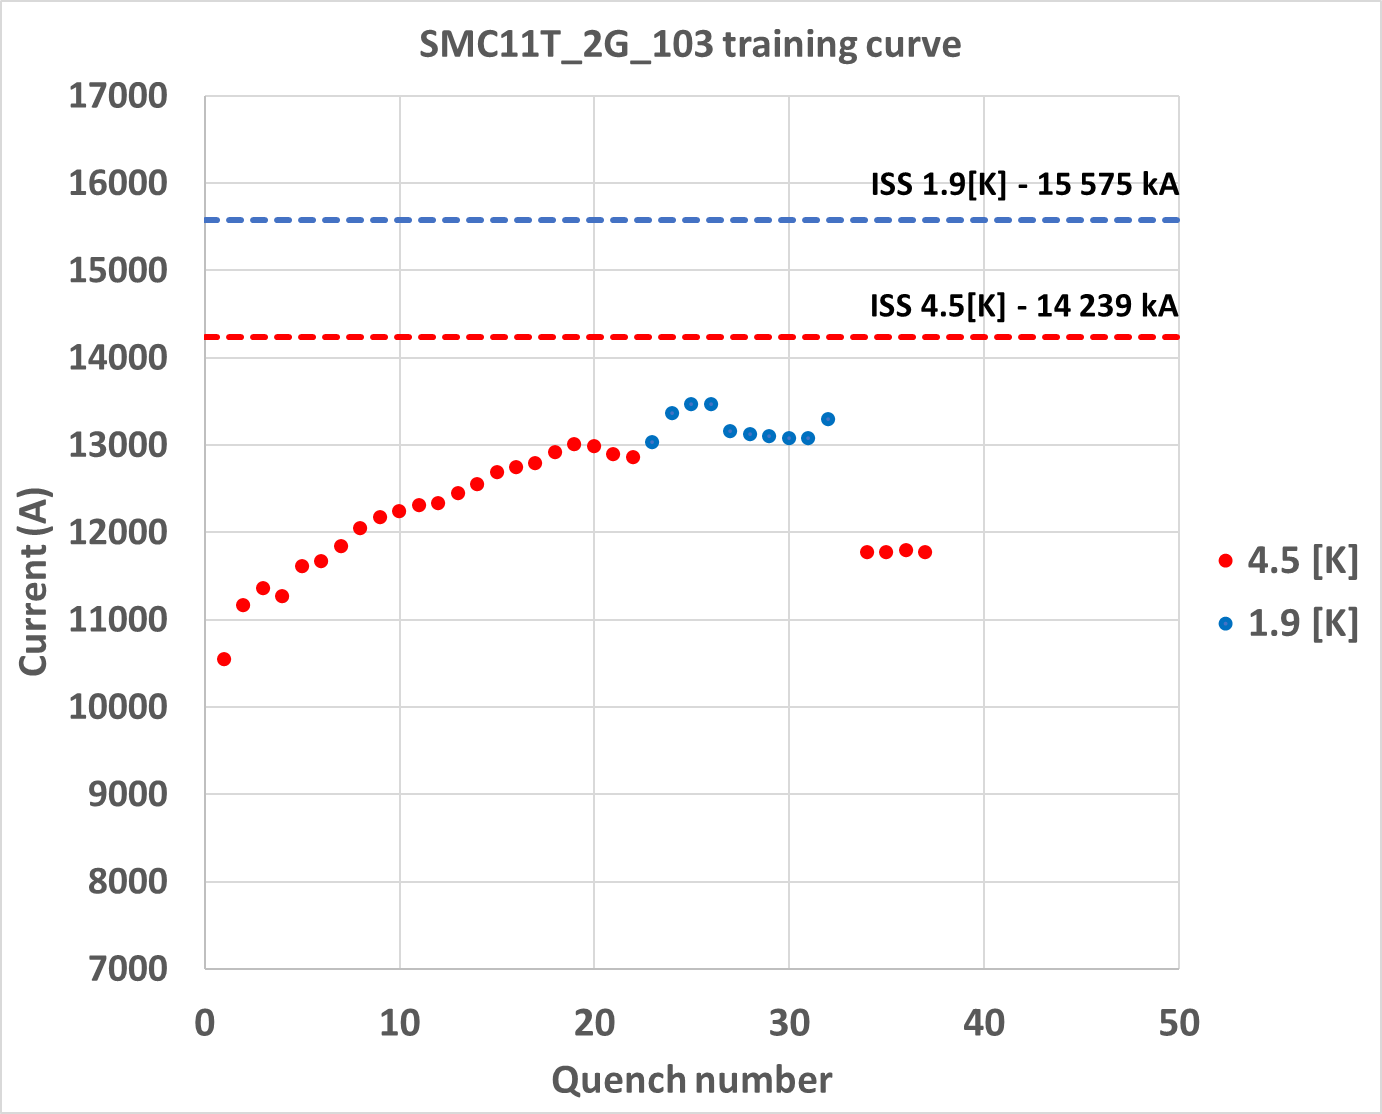 SMC11T_2G_103 training curve
17000
16000
15000
14000
13000
12000
11000
10000
9000
8000
7000
Current (A)
ISS 1.9[K] - 15 575 kA
ISS 4.5[K] - 14 239 kA
4.5 [K]
1.9 [K]
0 10 20 30 40 50
Quench number